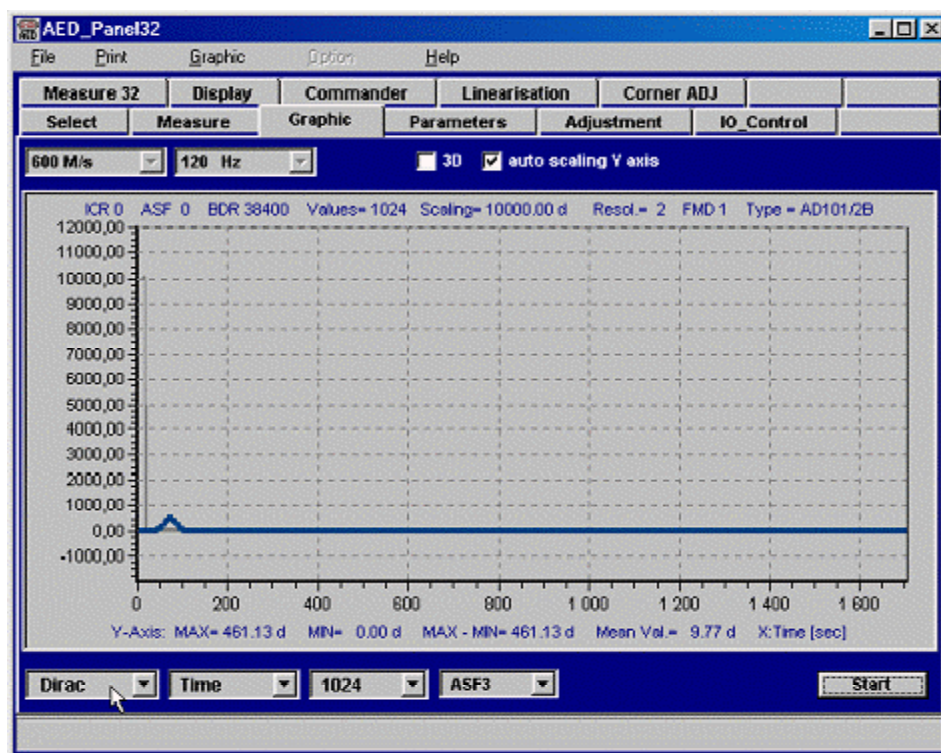 AED_Panel32
File Print Graphic Option Help
Measure 32 Display Commander Linearisation Corner ADJ
Select Measure Graphic Parameters Adjustment IO_Control
600 M/s 120 Hz 3D auto scaling Y axis
ICR 0 ASF 0 BDR 38400 Values= 1024 Scaling= 10000.00 d Resol.= 2 FMD 1 Type = AD101/2B
12000,00
11000,00
10000,00
9000,00
8000,00
7000,00
6000,00
5000,00
4000,00
3000,00
2000,00
1000,00
0,00
-1000,00
0 200 400 600 800 1 000 1 200 1 400 1 600
Y-Axis: MAX= 461.13 d MIN= 0.00 d MAX - MIN= 461.13 d Mean Val.= 9.77 d X:Time [sec]
Dirac Time 1024 ASF3 Start